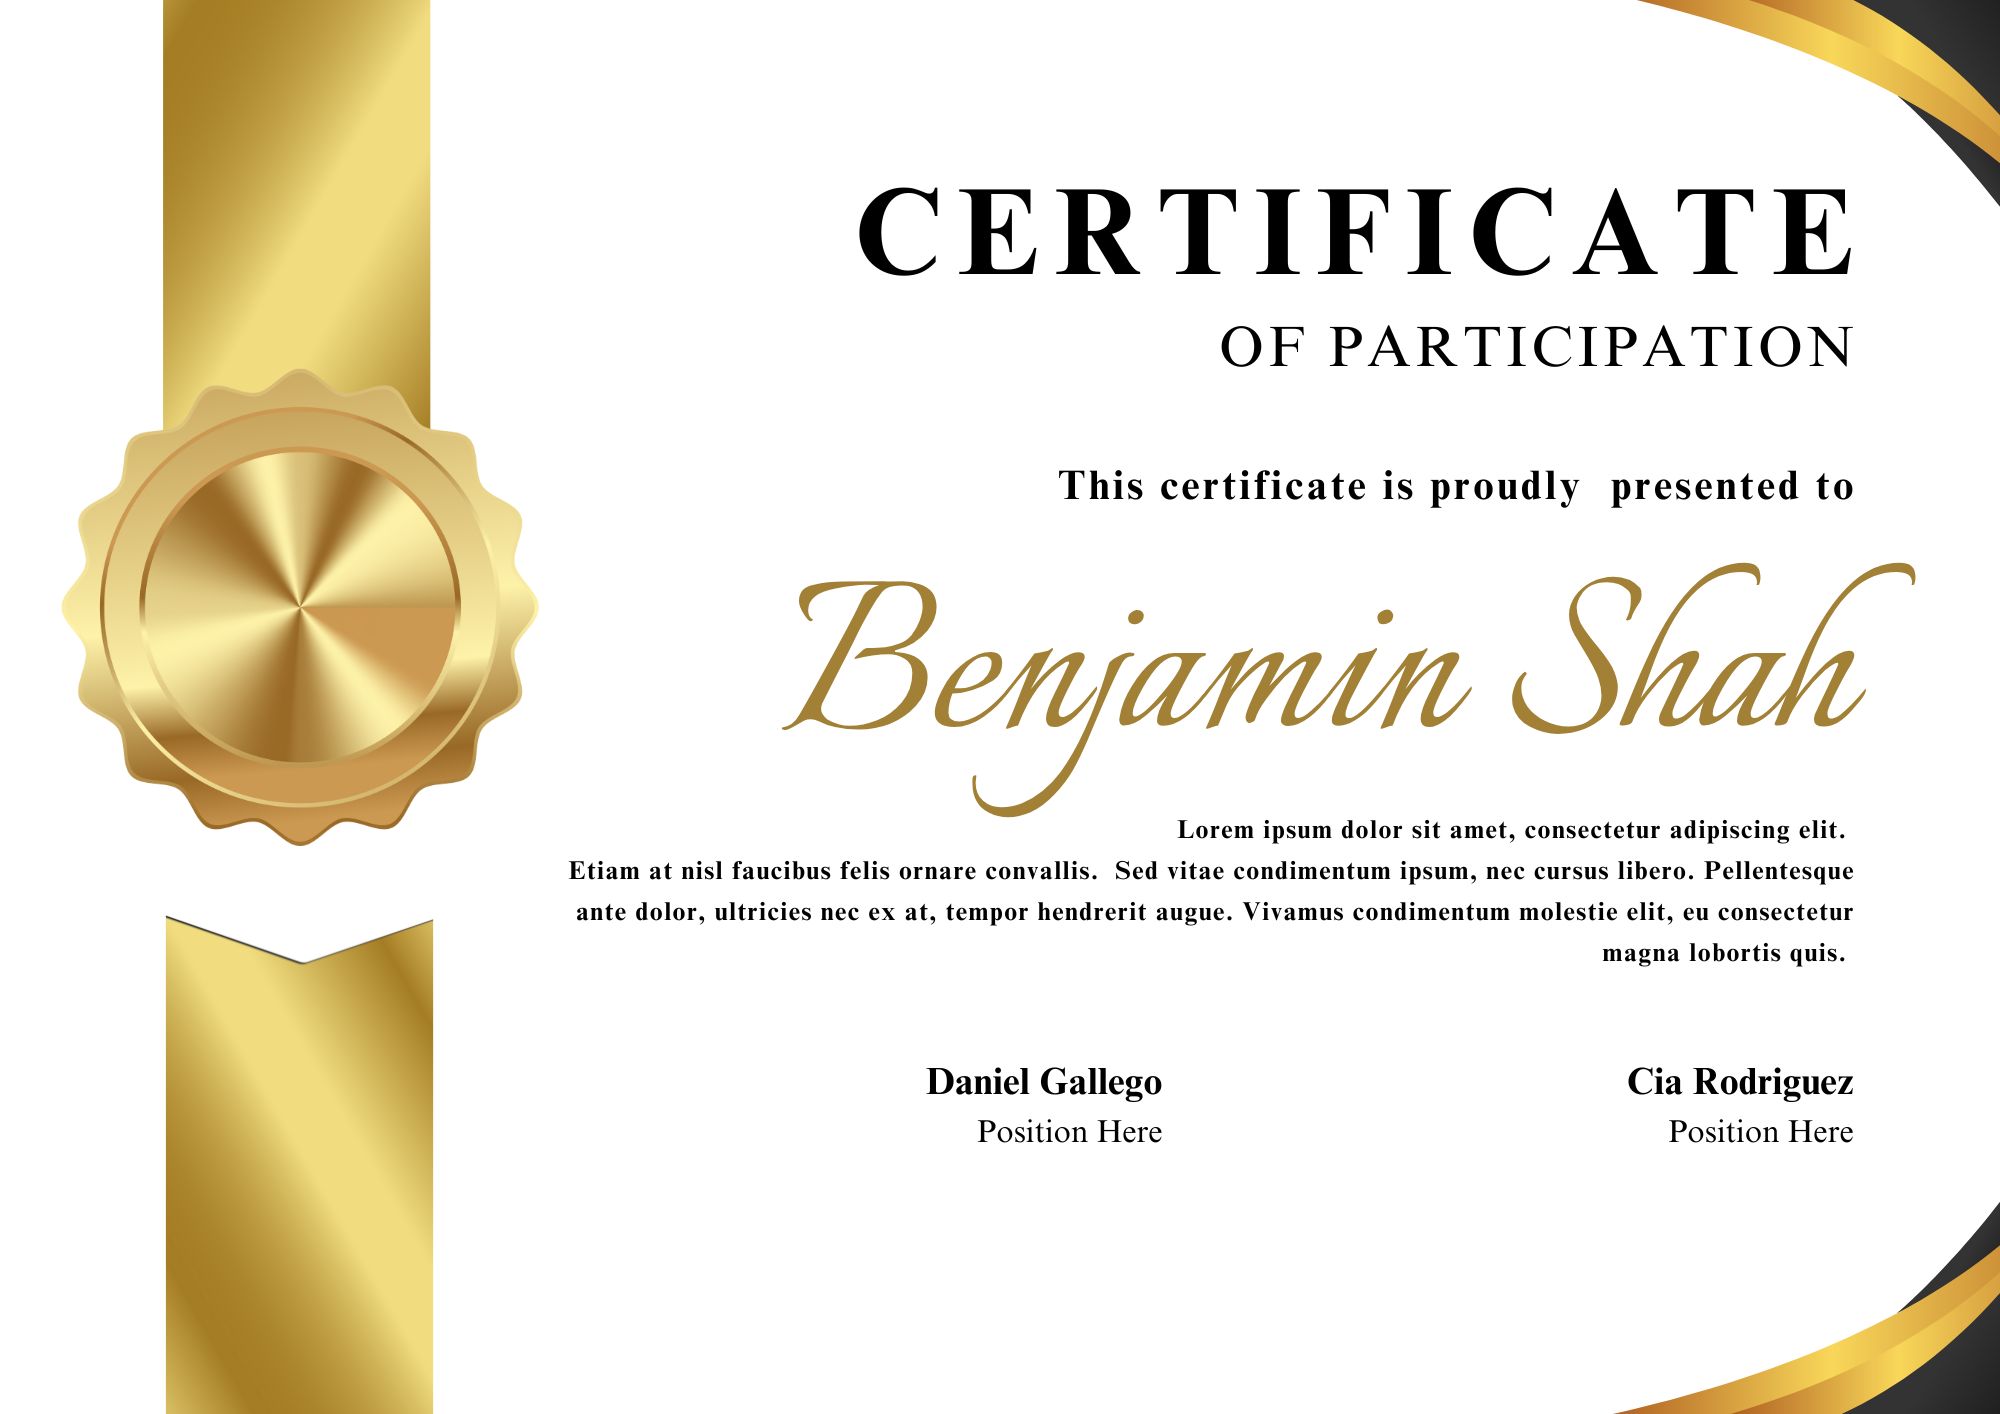 CERTIFICATE
OF PARTICIPATION
This certificate is proudly  presented to
Benjamin Shah
Lorem ipsum dolor sit amet, consectetur adipiscing elit.
Etiam at nisl faucibus felis ornare convallis.  Sed vitae condimentum ipsum, nec cursus libero. Pellentesque
ante dolor, ultricies nec ex at, tempor hendrerit augue. Vivamus condimentum molestie elit, eu consectetur
magna lobortis quis.
Daniel Gallego
Position Here
Cia Rodriguez
Position Here